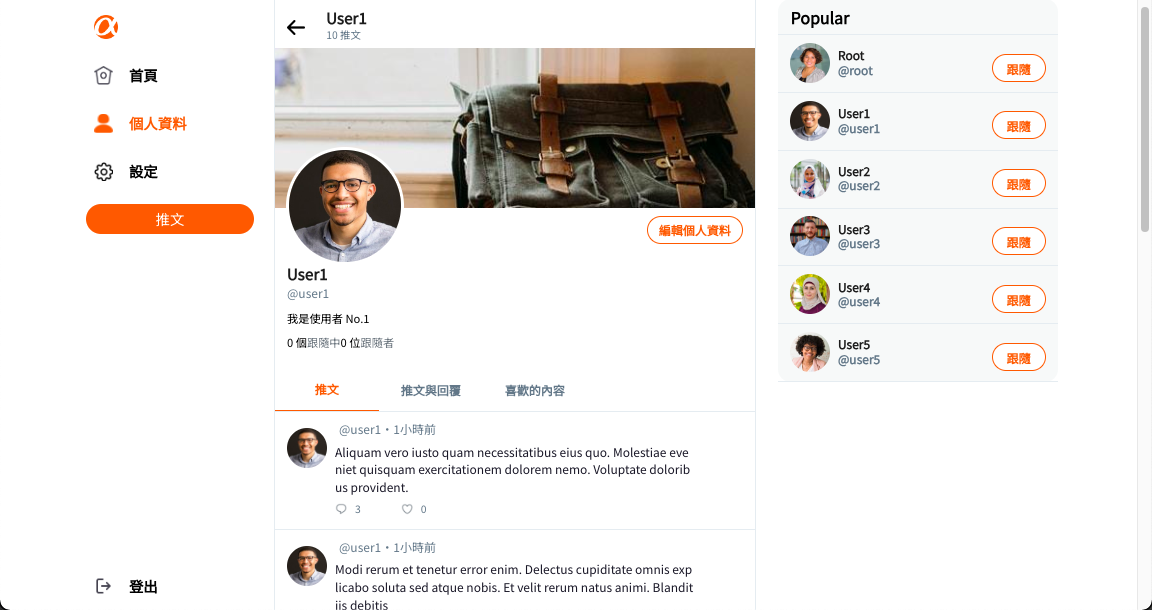 首頁
個人資料
設定
推文
登出
User1
10 推文
編輯個人資料
User1
@user1
我是使用者 No.1
0 個跟隨中0 位跟隨者
推文 推文與回覆 喜歡的內容
@user1・1小時前
Aliquam vero iusto quam necessitatibus eius quo. Molestiae eve
niet quisquam exercitationem dolorem nemo. Voluptate dolorib
us provident.
3 0
@user1・1小時前
Modi rerum et tenetur error enim. Delectus cupiditate omnis exp
licabo soluta sed atque nobis. Et velit rerum natus animi. Blandit
iis debitis
Popular
Root
@root
跟隨
User1
@user1
跟隨
User2
@user2
跟隨
User3
@user3
跟隨
User4
@user4
跟隨
User5
@user5
跟隨